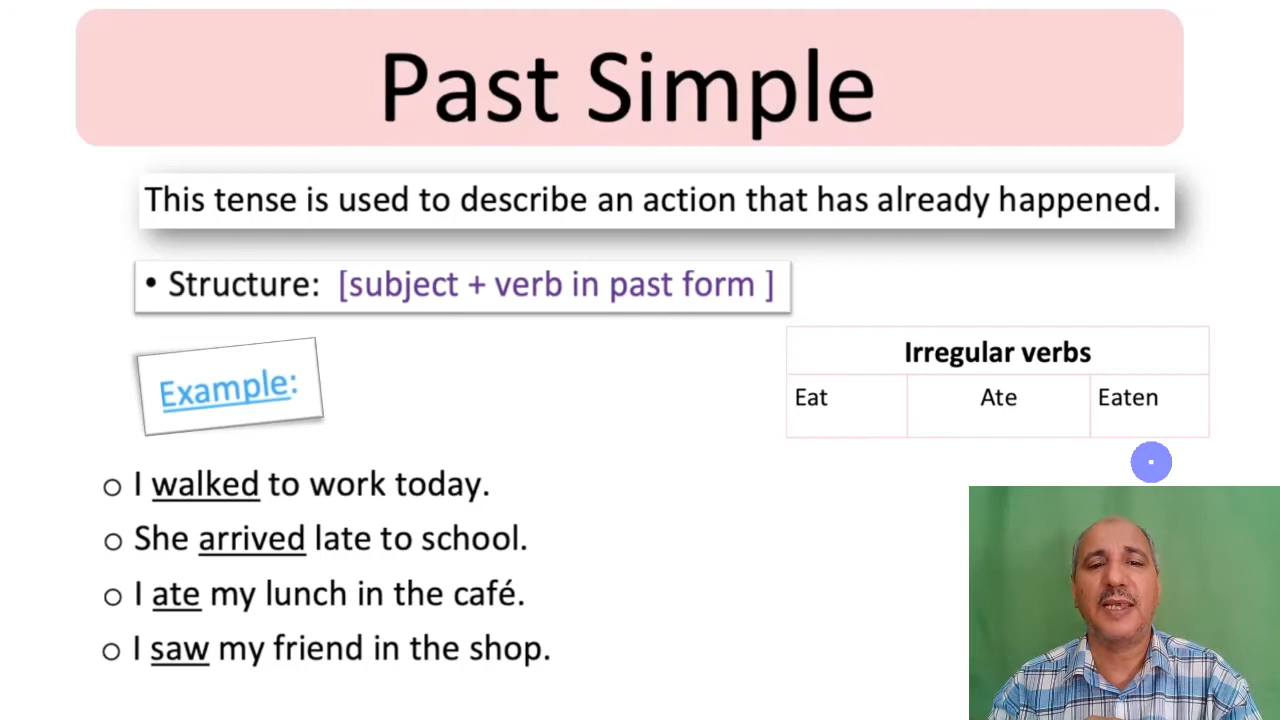 Past Simple
This tense is used to describe an action that has already happened.
• Structure: [subject + verb in past form ]
Example:
Irregular verbs
Eat Ate Eaten
o I walked to work today.
o She arrived late to school.
o I ate my lunch in the café.
o I saw my friend in the shop.